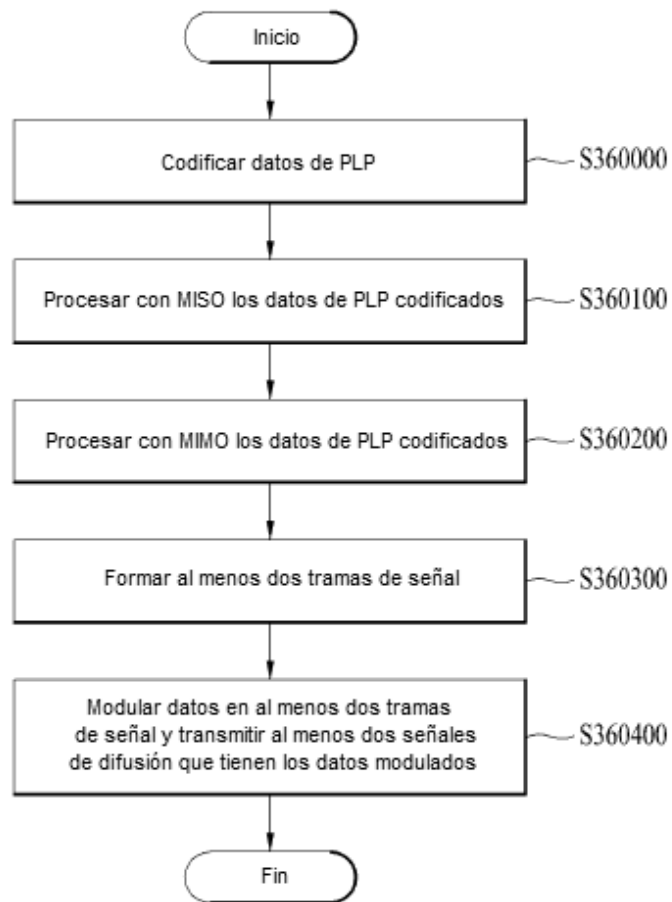 Inicio
Codificar datos de PLP
S360000
Procesar con MISO los datos de PLP codificados
S360100
Procesar con MIMO los datos de PLP codificados
S360200
Formar al menos dos tramas de señal
S360300
Modular datos en al menos dos tramas
de señal y transmitir al menos dos señales
de difusión que tienen los datos modulados
S360400
Fin